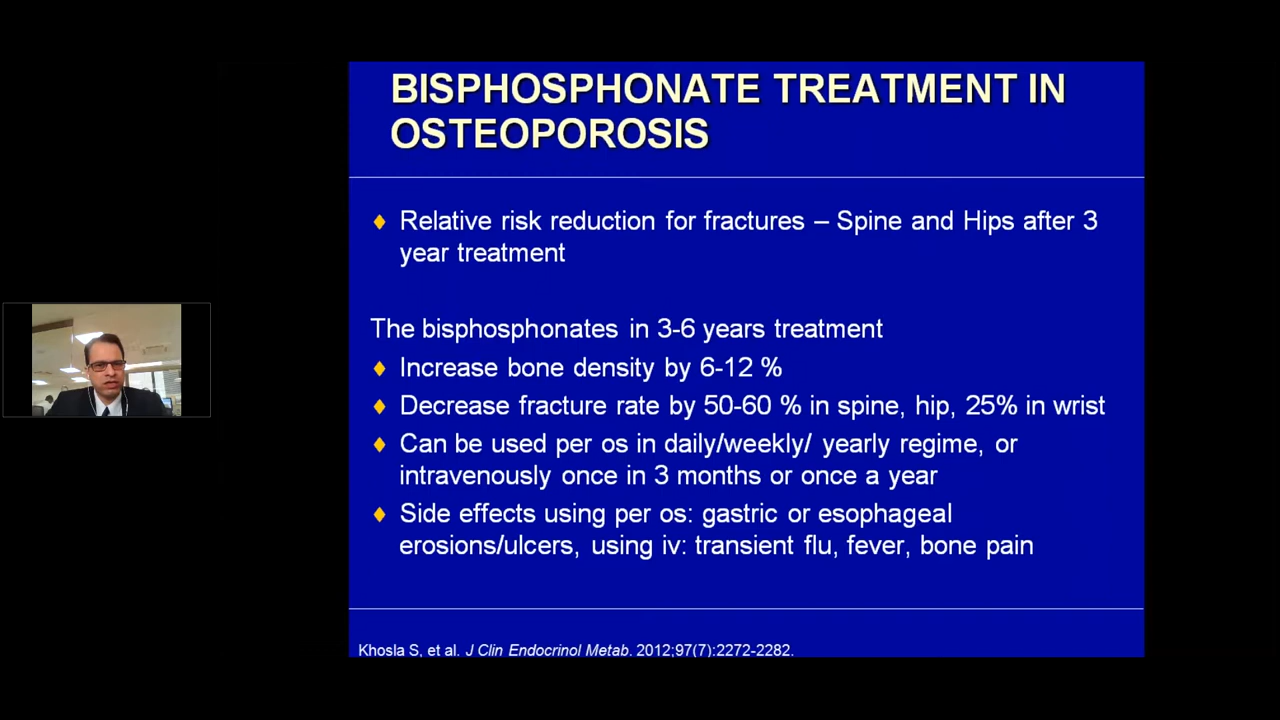 BISPHOSPHONATE TREATMENT IN
OSTEOPOROSIS
Relative risk reduction for fractures – Spine and Hips after 3
year treatment
The bisphosphonates in 3-6 years treatment
Increase bone density by 6-12 %
Decrease fracture rate by 50-60 % in spine, hip, 25% in wrist
Can be used per os in daily/weekly/ yearly regime, or
intravenously once in 3 months or once a year
Side effects using per os: gastric or esophageal
erosions/ulcers, using iv: transient flu, fever, bone pain
Khosla S, et al. J Clin Endocrinol Metab. 2012;97(7):2272-2282.